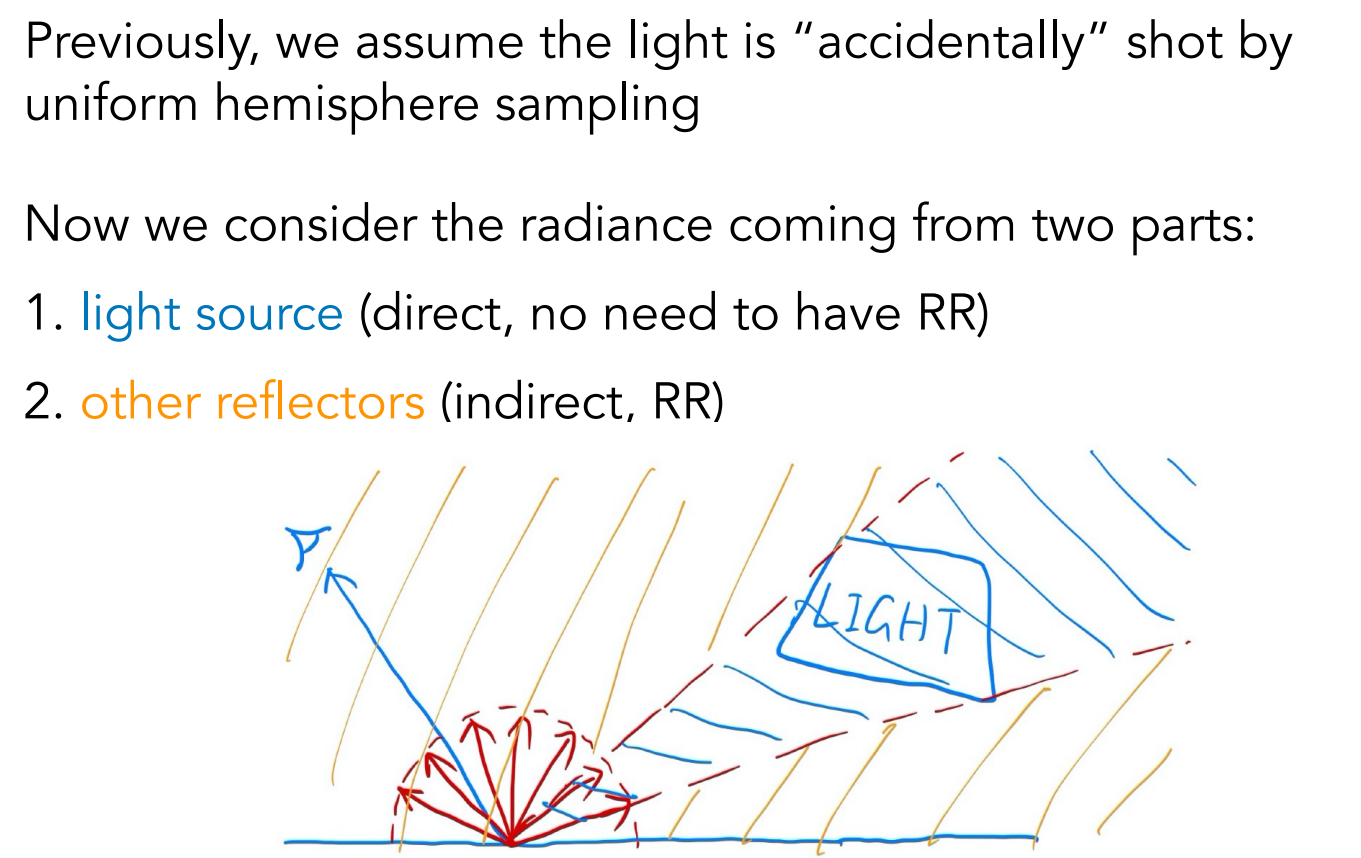 Previously, we assume the light is “accidentally” shot by
uniform hemisphere sampling
Now we consider the radiance coming from two parts:
1. light source (direct, no need to have RR)
2. other reflectors (indirect, RR)
LIGHT